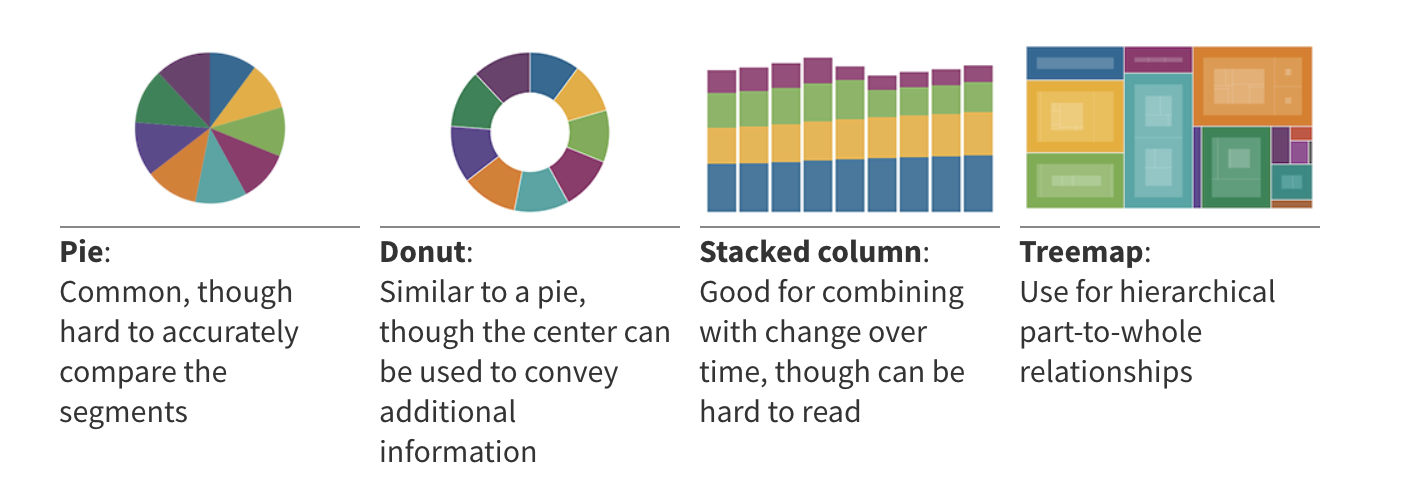 Pie:
Common, though
hard to accurately
compare the
segments
Donut:
Similar to a pie,
though the center can
be used to convey
additional
information
Stacked column:
Good for combining
with change over
time, though can be
hard to read
Treemap:
Use for hierarchical
part-to-whole
relationships